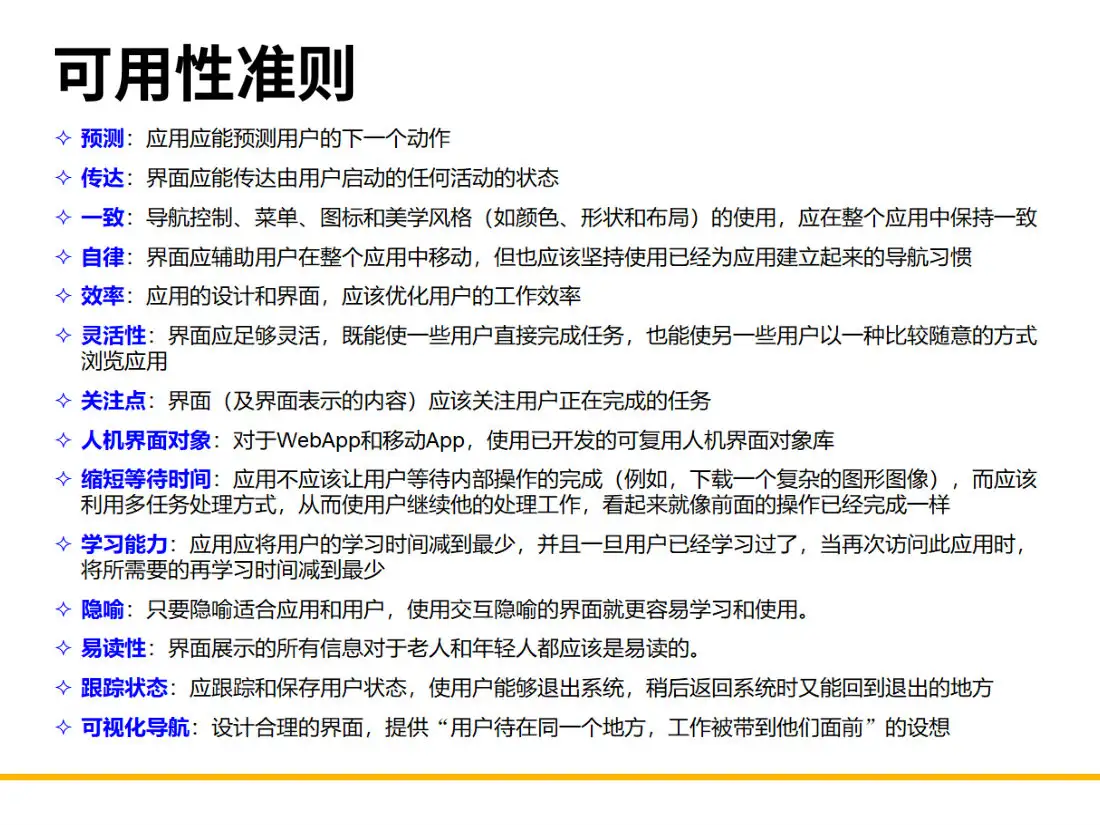 可用性准则
✧ 预测：应用应能预测用户的下一个动作
✧ 传达：界面应能传达由用户启动的任何活动的状态
✧ 一致：导航控制、菜单、图标和美学风格（如颜色、形状和布局）的使用，应在整个应用中保持一致
✧ 自律：界面应辅助用户在整个应用中移动，但也应该坚持使用已经为应用建立起来的导航习惯
✧ 效率：应用的设计和界面，应该优化用户的工作效率
✧ 灵活性：界面应足够灵活，既能使一些用户直接完成任务，也能使另一些用户以一种比较随意的方式
浏览应用
✧ 关注点：界面（及界面表示的内容）应该关注用户正在完成的任务
✧ 人机界面对象：对于WebApp和移动App，使用已开发的可复用人机界面对象库
✧ 缩短等待时间：应用不应该让用户等待内部操作的完成（例如，下载一个复杂的图形图像），而应该
利用多任务处理方式，从而使用户继续他的处理工作，看起来就像前面的操作已经完成一样
✧ 学习能力：应用应将用户的学习时间减到最少，并且一旦用户已经学习过了，当再次访问此应用时，
将所需要的再学习时间减到最少
✧ 隐喻：只要隐喻适合应用和用户，使用交互隐喻的界面就更容易学习和使用。
✧ 易读性：界面展示的所有信息对于老人和年轻人都应该是易读的。
✧ 跟踪状态：应跟踪和保存用户状态，使用户能够退出系统，稍后返回系统时又能回到退出的地方
✧ 可视化导航：设计合理的界面，提供“用户待在同一个地方，工作被带到他们面前”的设想